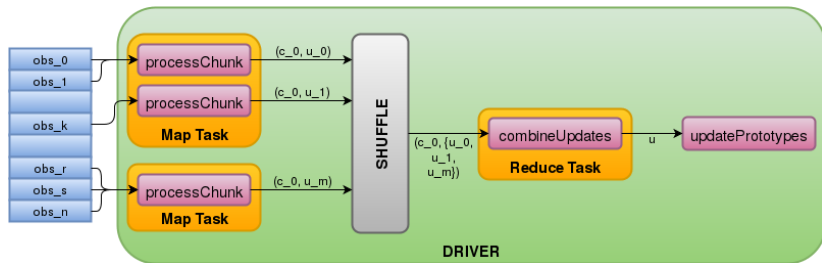 obs_0
obs_1
obs_k
obs_r
obs_s
obs_n
processChunk
processChunk
Map Task
processChunk
Map Task
(c_0, u_0)
(c_0, u_1)
(c_0, u_m)
SHUFFLE
(c_0, {u_0,
u_1,
u_m})
combineUpdates
Reduce Task
u
updatePrototypes
DRIVER